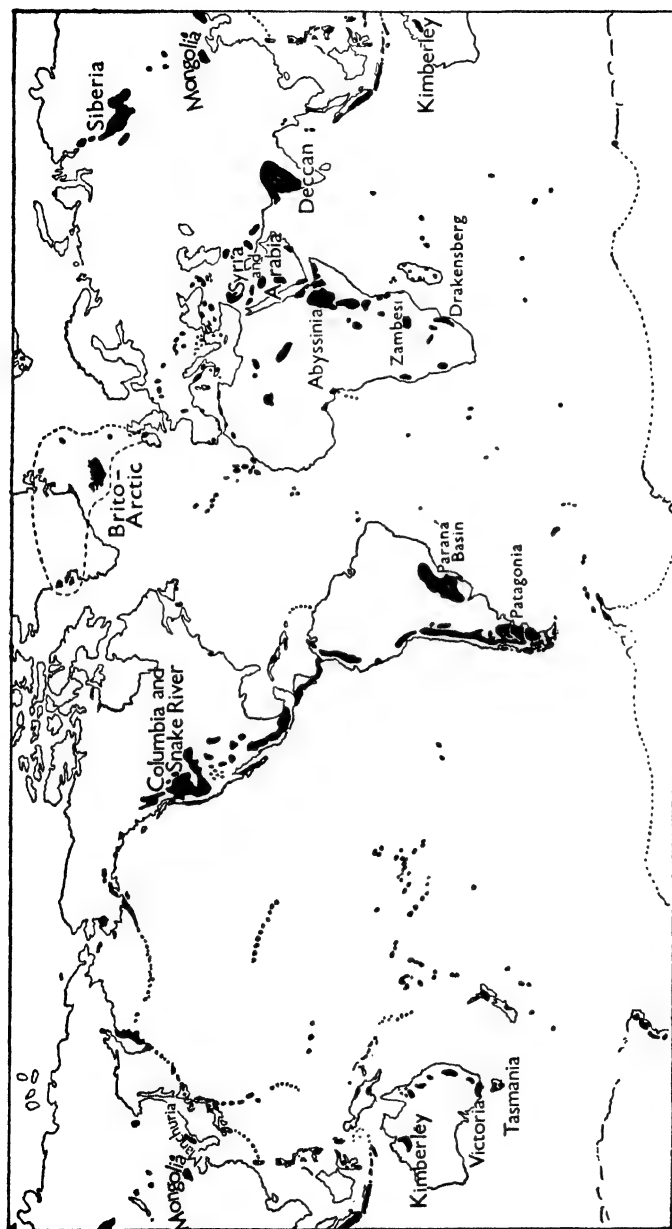 Mongolia
Manchuria
Kimberley
Victoria
Tasmania
Columbia and
Snake River
Brito-
Arctic
Paraná
Basin
Patagonia
Siberia
Mongolia
Syria
and
Arabia
Deccan
Abyssinia
Zambesi
Drakensberg
Kimberley